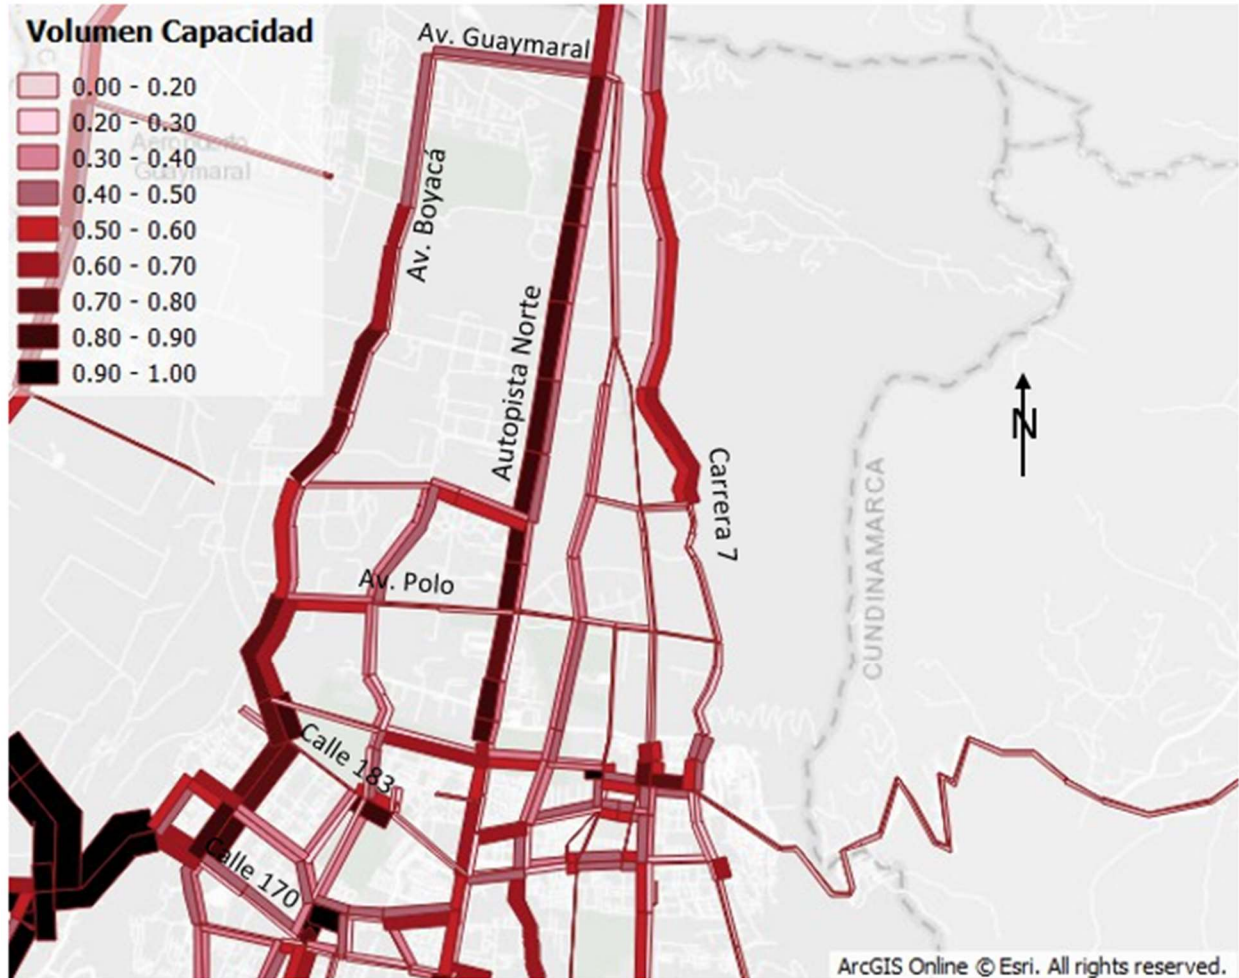 Volumen Capacidad
0.00 - 0.20
0.20 - 0.30
0.30 - 0.40
0.40 - 0.50
0.50 - 0.60
0.60 - 0.70
0.70 - 0.80
0.80 - 0.90
0.90 - 1.00
Aeropuerto
Guaymaral
Av. Guaymaral
Av. Boyacá
Autopista Norte
Carrera 7
N
CUNDINAMARCA
Av. Polo
Calle 183
Calle 170
ArcGIS Online © Esri. All rights reserved.